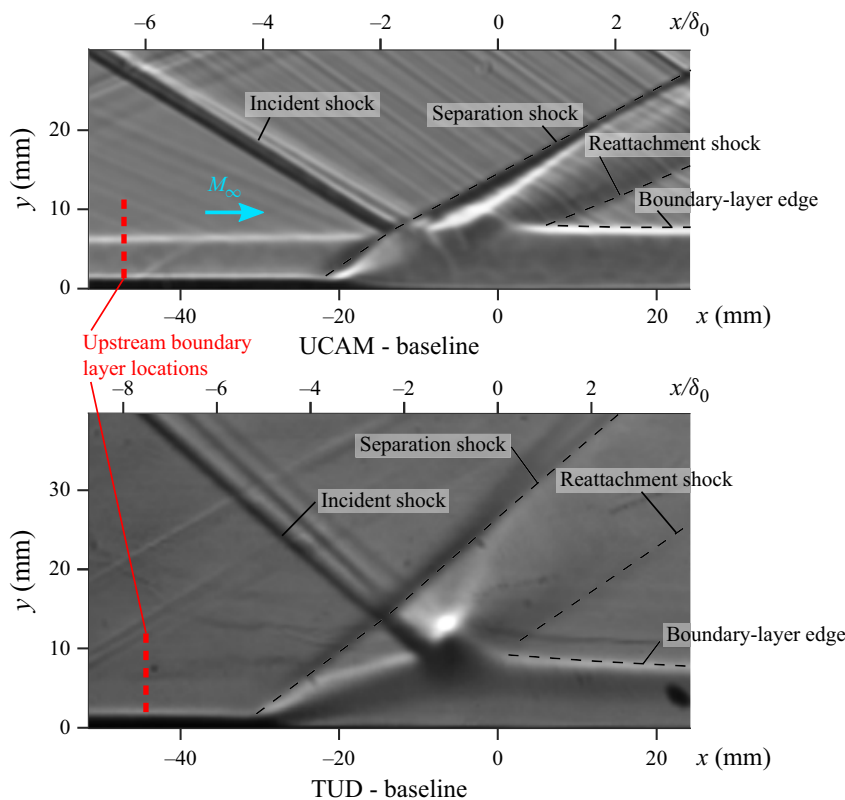 –6 –4 –2 0 2 x/δ0
Incident shock
Separation shock
Reattachment shock
Boundary-layer edge
M∞
y (mm)
20
10
0
–40 –20 0 20 x (mm)
Upstream boundary
layer locations
UCAM - baseline
–8 –6 –4 –2 0 2 x/δ0
Separation shock
Reattachment shock
Incident shock
Boundary-layer edge
y (mm)
30
20
10
0
–40 –20 0 20 x (mm)
TUD - baseline